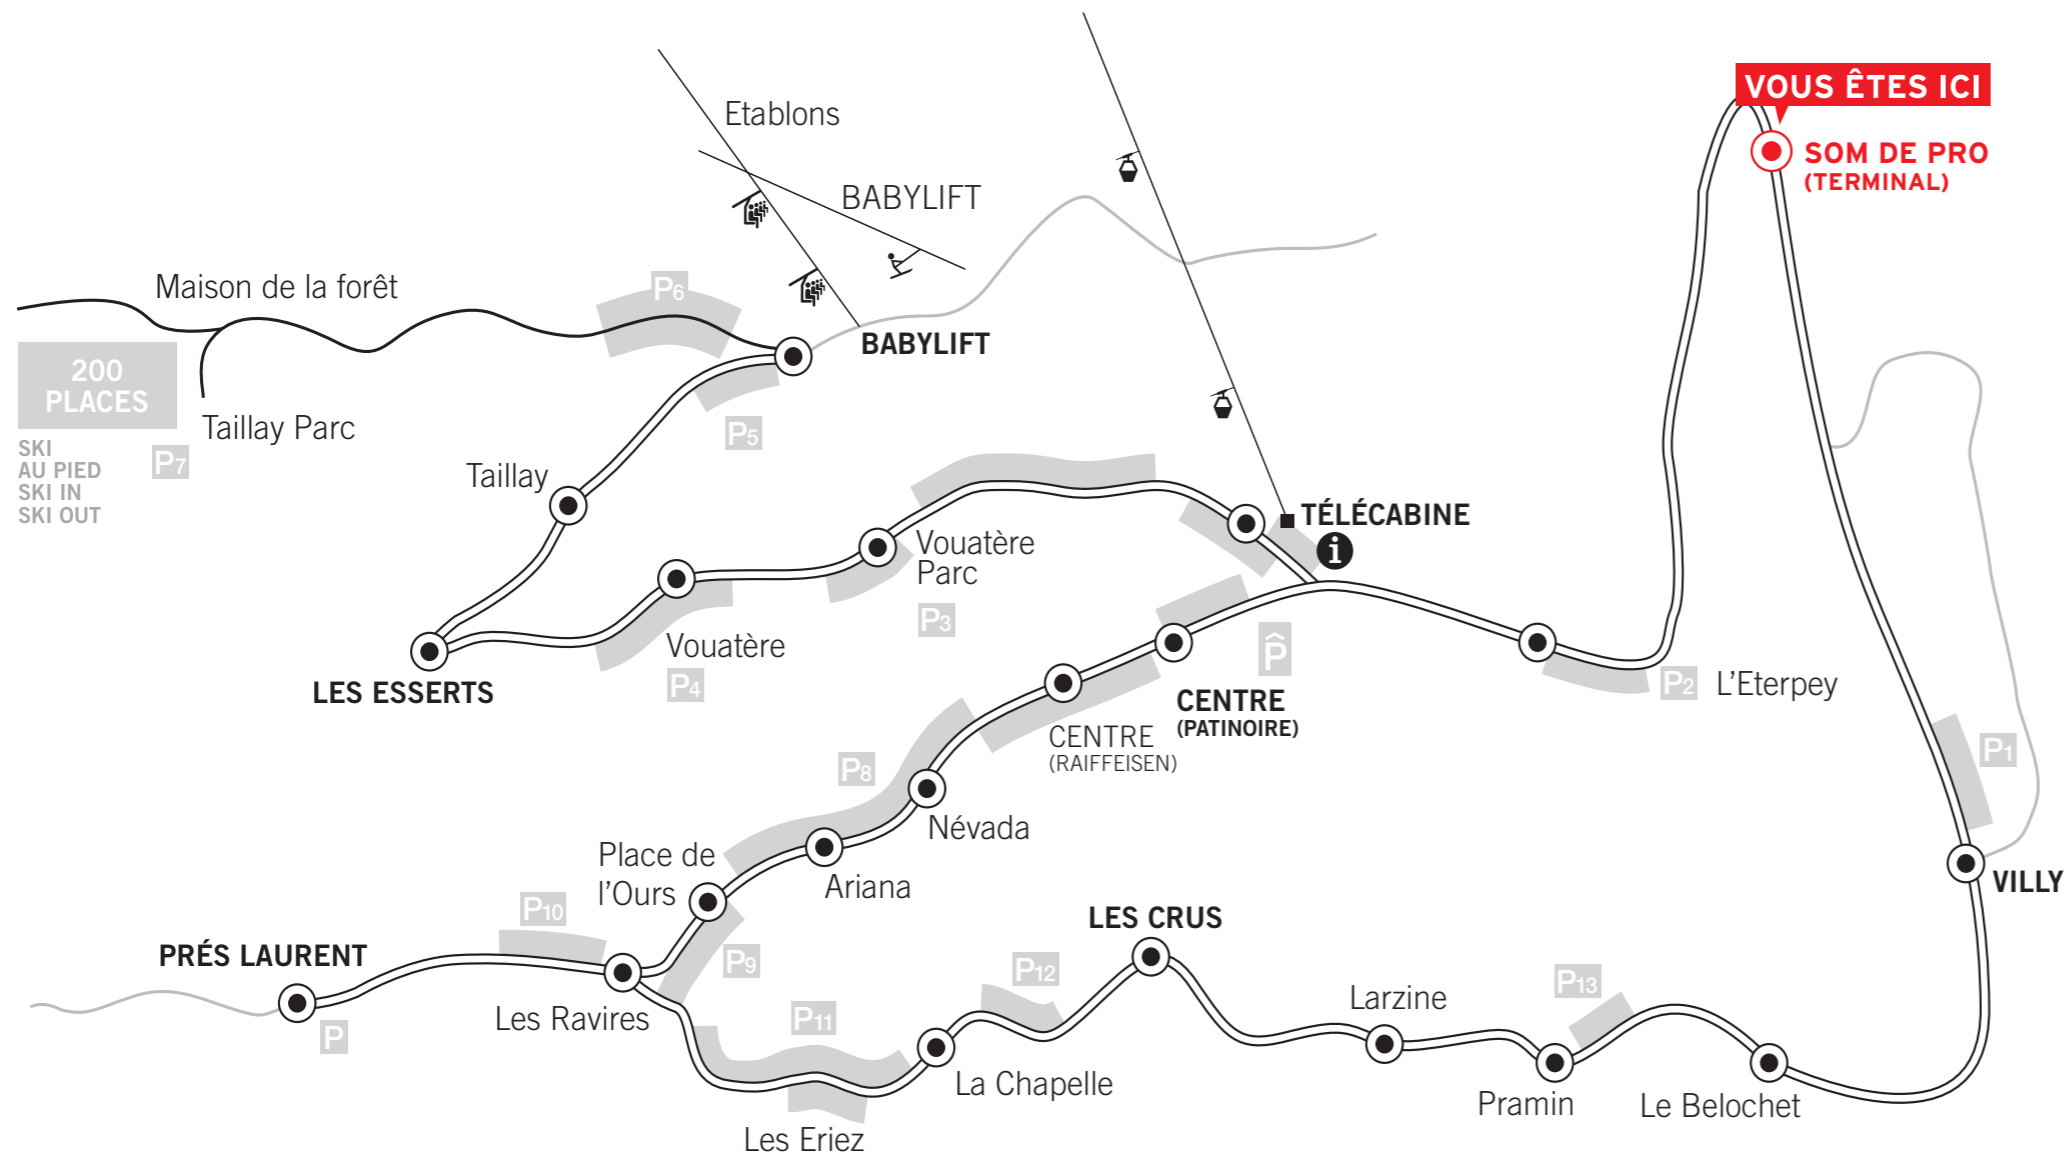 VOUS ÊTES ICI
SOM DE PRO
(TERMINAL)
Etablons
BABYLIFT
Maison de la forêt
P6
BABYLIFT
200
PLACES
Taillay Parc
P5
SKI
AU PIED
SKI IN
SKI OUT
P7
Taillay
TÉLÉCABINE
i
Vouatère
Parc
P3
Vouatère
P4
LES ESSERTS
P
P2
L'Eterpey
CENTRE
(PATINOIRE)
CENTRE
(RAIFFEISEN)
P1
P8
Névada
Place de
l'Ours
Ariana
VILLY
P10
LES CRUS
PRÉS LAURENT
P9
P12
P13
Larzine
Les Ravires
P11
P
La Chapelle
Pramin
Le Belochet
Les Eriez